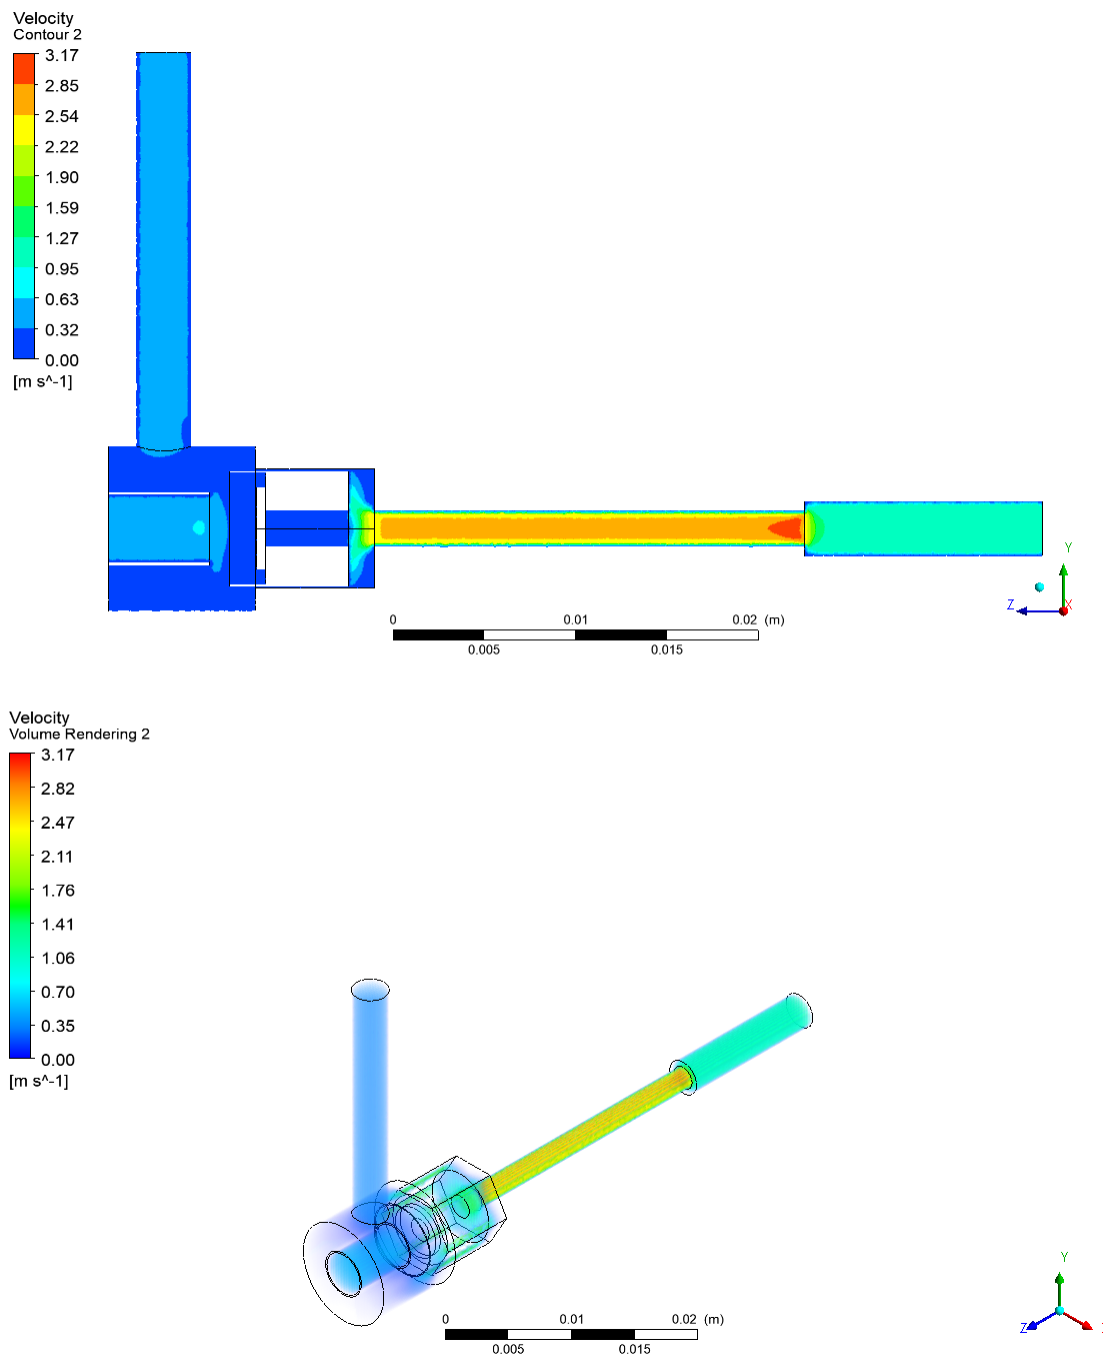 Velocity
Contour 2
3.17
2.85
2.54
2.22
1.90
1.59
1.27
0.95
0.63
0.32
0.00
[m s^-1]
Y
Z X
0 0.01 0.02 (m)
0.005 0.015
Velocity
Volume Rendering 2
3.17
2.82
2.47
2.11
1.76
1.41
1.06
0.70
0.35
0.00
[m s^-1]
Y
Z
0 0.01 0.02 (m)
0.005 0.015